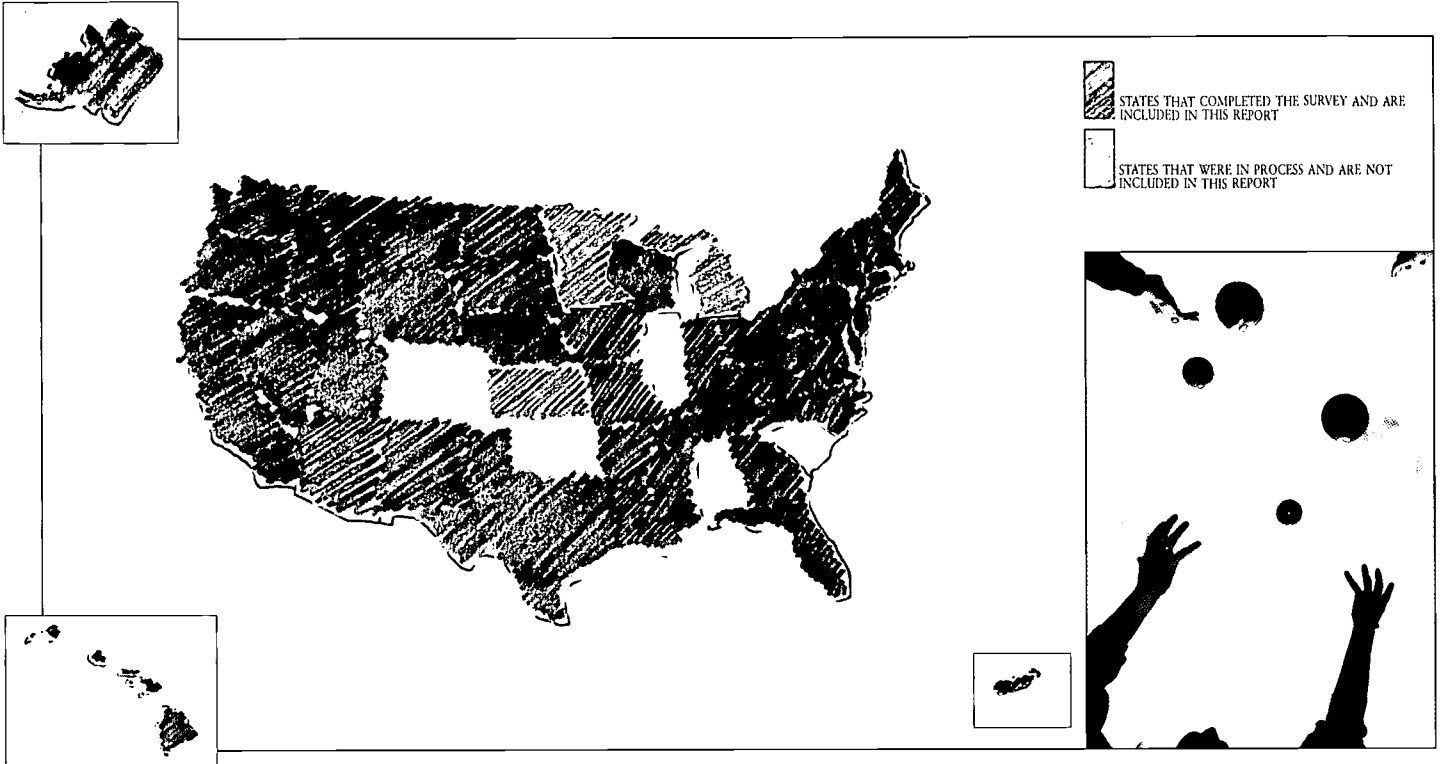 STATES THAT COMPLETED THE SURVEY AND ARE
INCLUDED IN THIS REPORT
STATES THAT WERE IN PROCESS AND ARE NOT
INCLUDED IN THIS REPORT